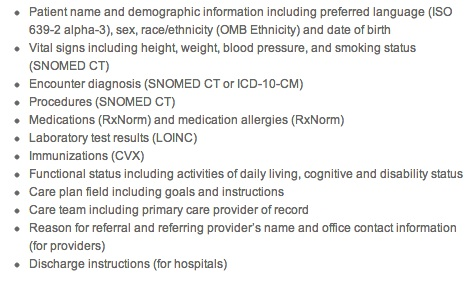 • Patient name and demographic information including preferred language (ISO
639-2 alpha-3), sex, race/ethnicity (OMB Ethnicity) and date of birth
• Vital signs including height, weight, blood pressure, and smoking status
(SNOMED CT)
• Encounter diagnosis (SNOMED CT or ICD-10-CM)
• Procedures (SNOMED CT)
• Medications (RxNorm) and medication allergies (RxNorm)
• Laboratory test results (LOINC)
• Immunizations (CVX)
• Functional status including activities of daily living, cognitive and disability status
• Care plan field including goals and instructions
• Care team including primary care provider of record
• Reason for referral and referring provider's name and office contact information
(for providers)
• Discharge instructions (for hospitals)